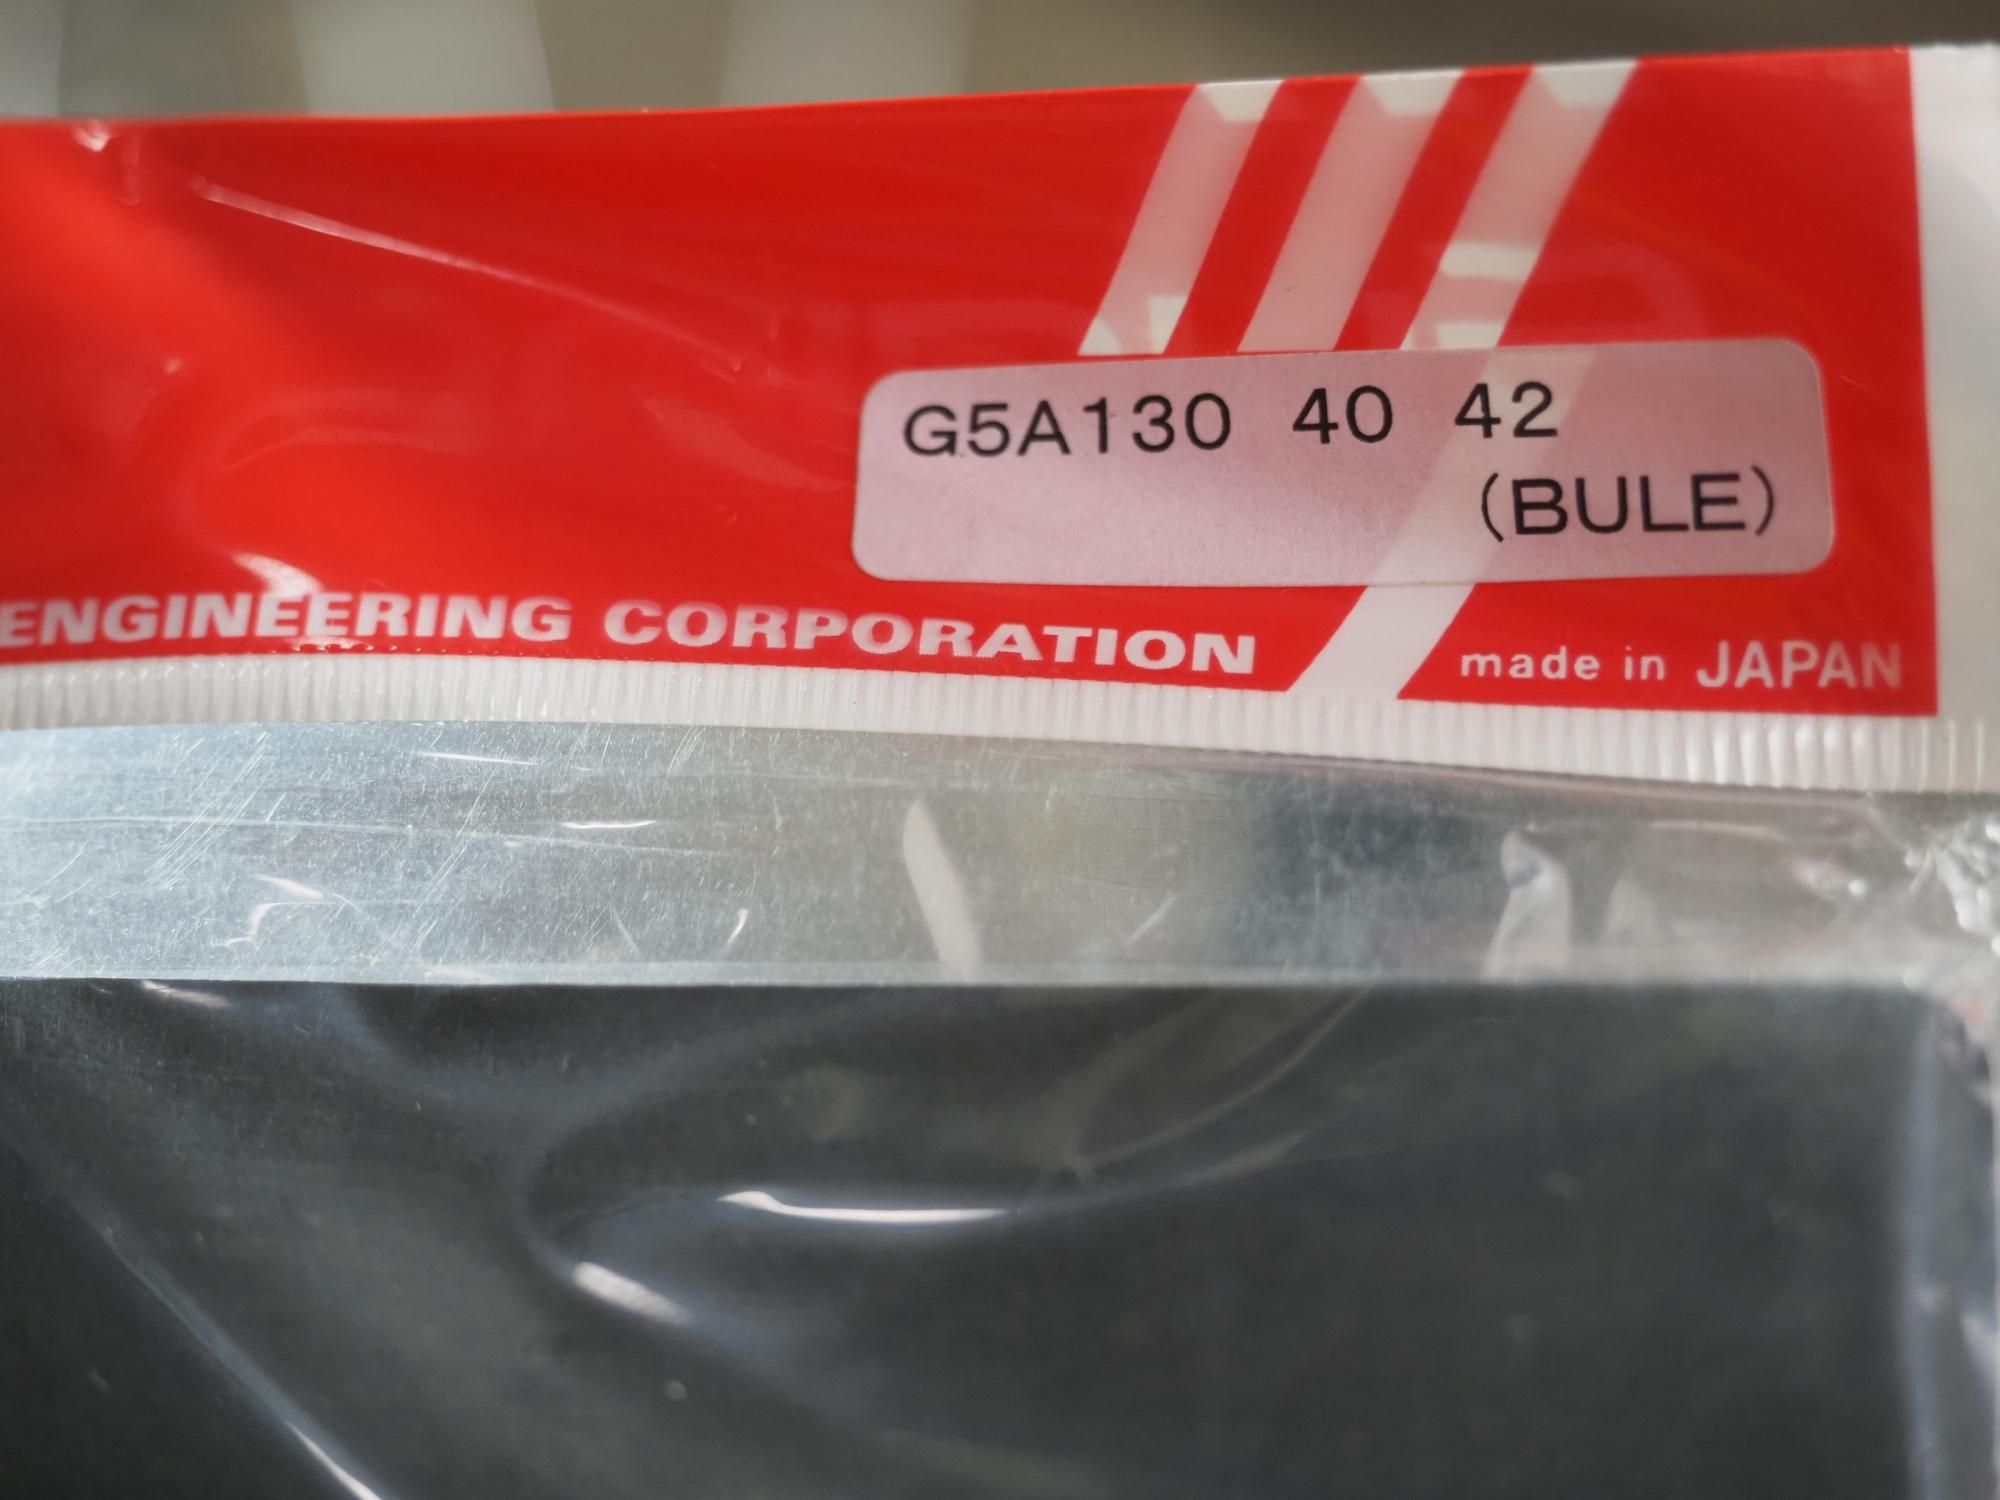 G5A130 40 42
(BULE)
ENGINEERING CORPORATION
made in JAPAN